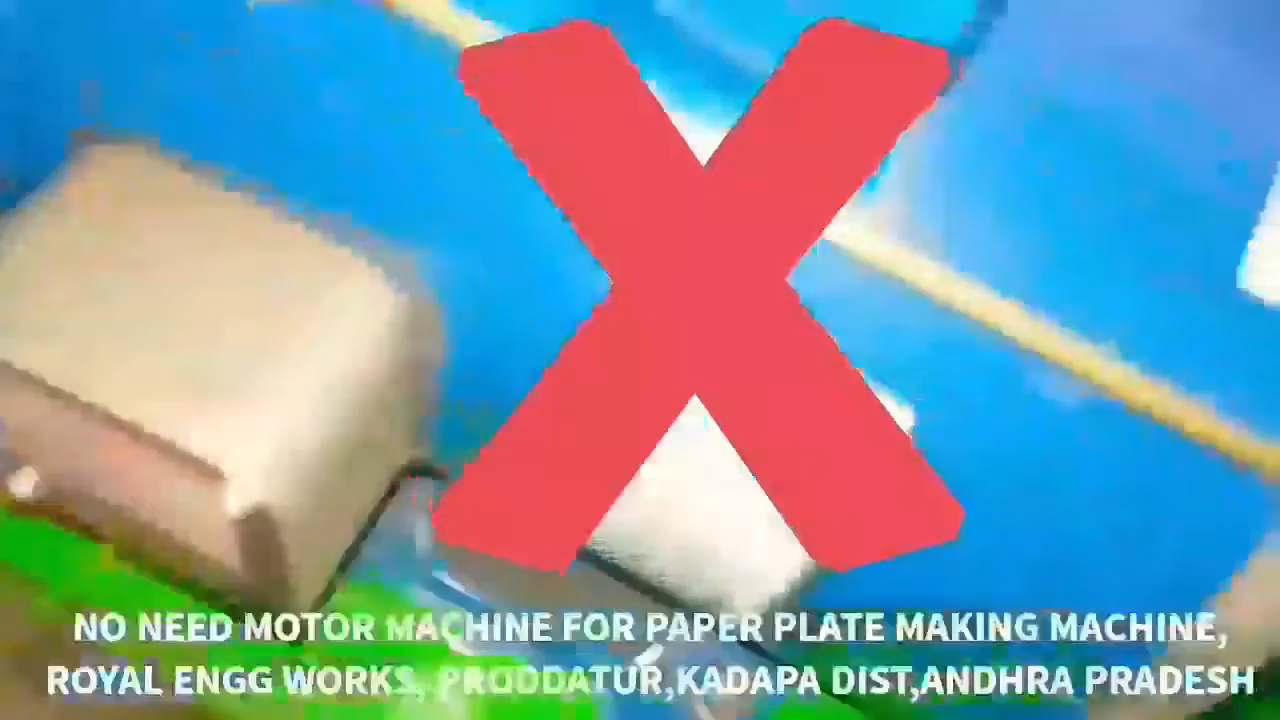 NO NEED MOTOR MACHINE FOR PAPER PLATE MAKING MACHINE,
ROYAL ENGG WORKS, PRODDATUR,KADAPA DIST,ANDHRA PRADESH